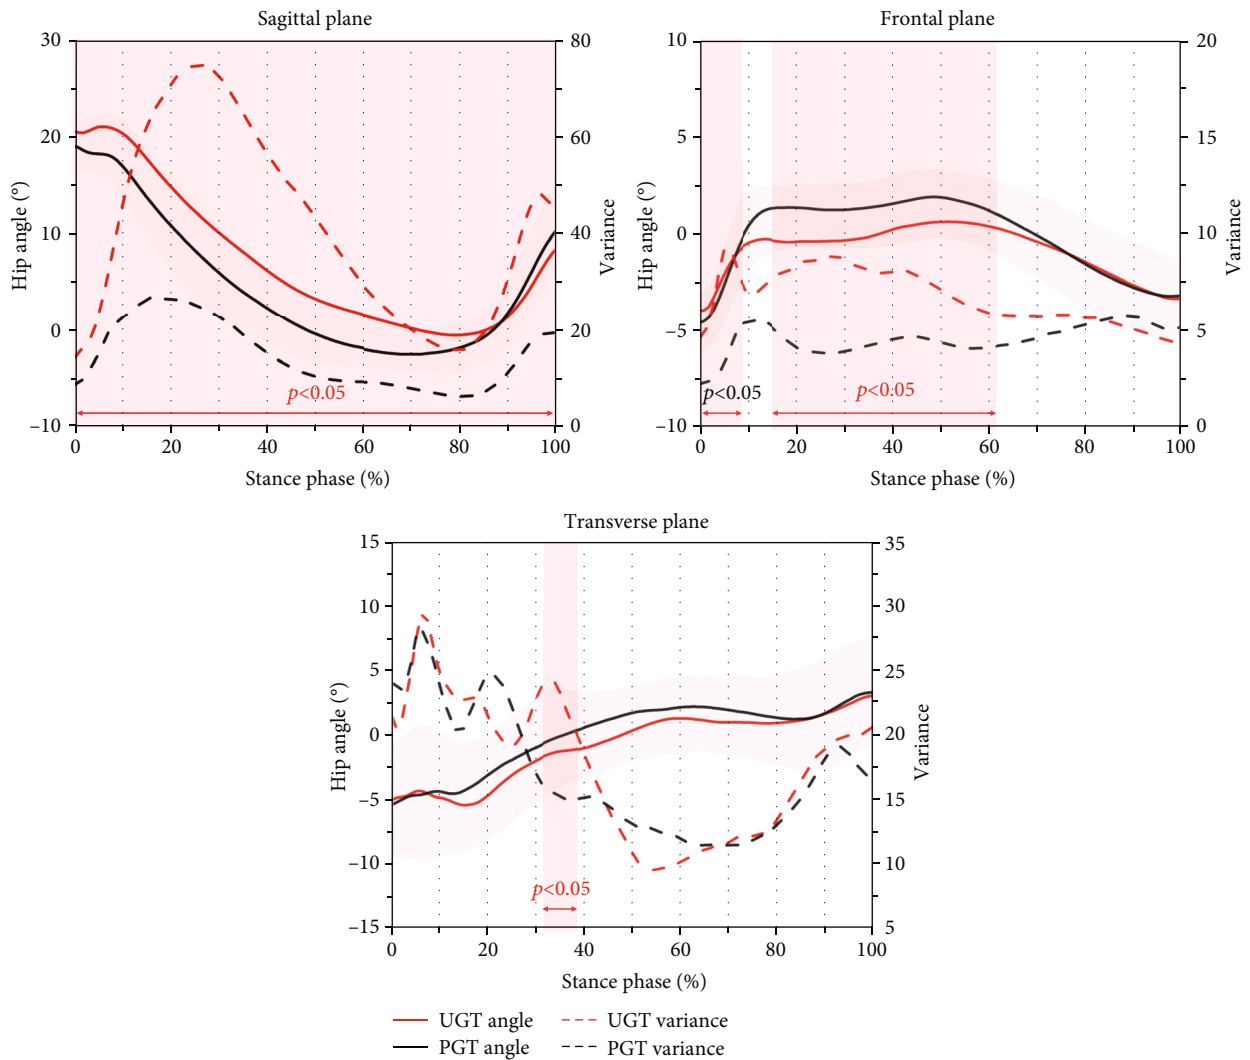 Sagittal plane
30
20
10
0
−10
Hip angle (°)
80
60
40
20
0
Variance
p<0.05
0 20 40 60 80 100
Stance phase (%)
Frontal plane
10
5
0
−5
−10
Hip angle (°)
20
15
10
5
0
Variance
p<0.05 p<0.05
0 20 40 60 80 100
Stance phase (%)
Transverse plane
15
10
5
0
−5
−10
−15
Hip angle (°)
35
30
25
20
15
10
5
Variance
p<0.05
0 20 40 60 80 100
Stance phase (%)
UGT angle UGT variance
PGT angle PGT variance